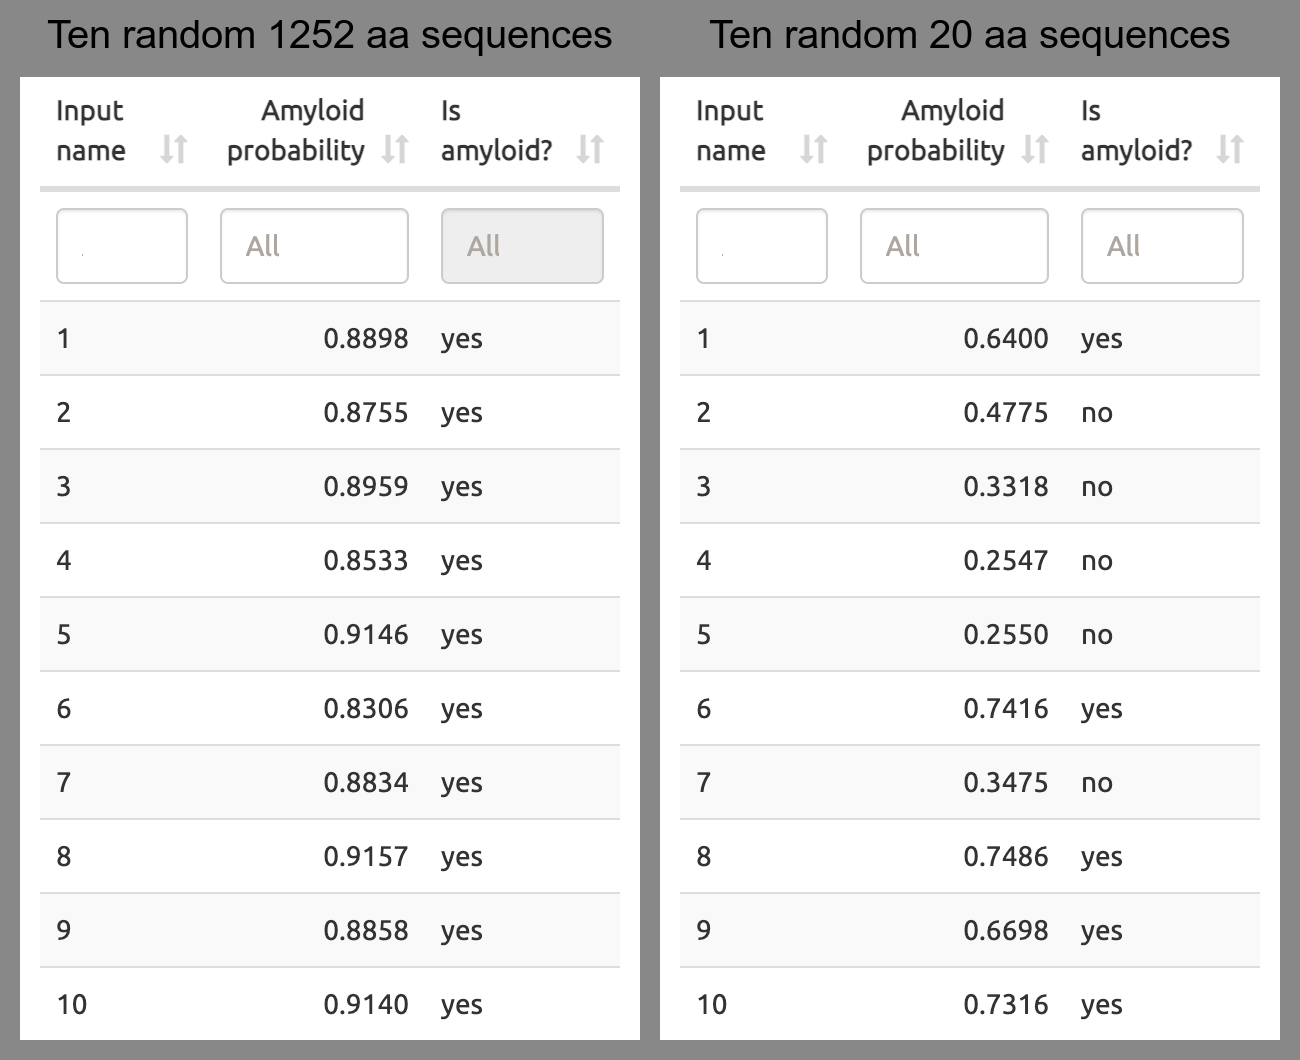 Ten random 1252 aa sequences
Input name Amyloid probability Is amyloid?
All All
1 0.8898 yes
2 0.8755 yes
3 0.8959 yes
4 0.8533 yes
5 0.9146 yes
6 0.8306 yes
7 0.8834 yes
8 0.9157 yes
9 0.8858 yes
10 0.9140 yes
Ten random 20 aa sequences
Input name Amyloid probability Is amyloid?
All All
1 0.6400 yes
2 0.4775 no
3 0.3318 no
4 0.2547 no
5 0.2550 no
6 0.7416 yes
7 0.3475 no
8 0.7486 yes
9 0.6698 yes
10 0.7316 yes